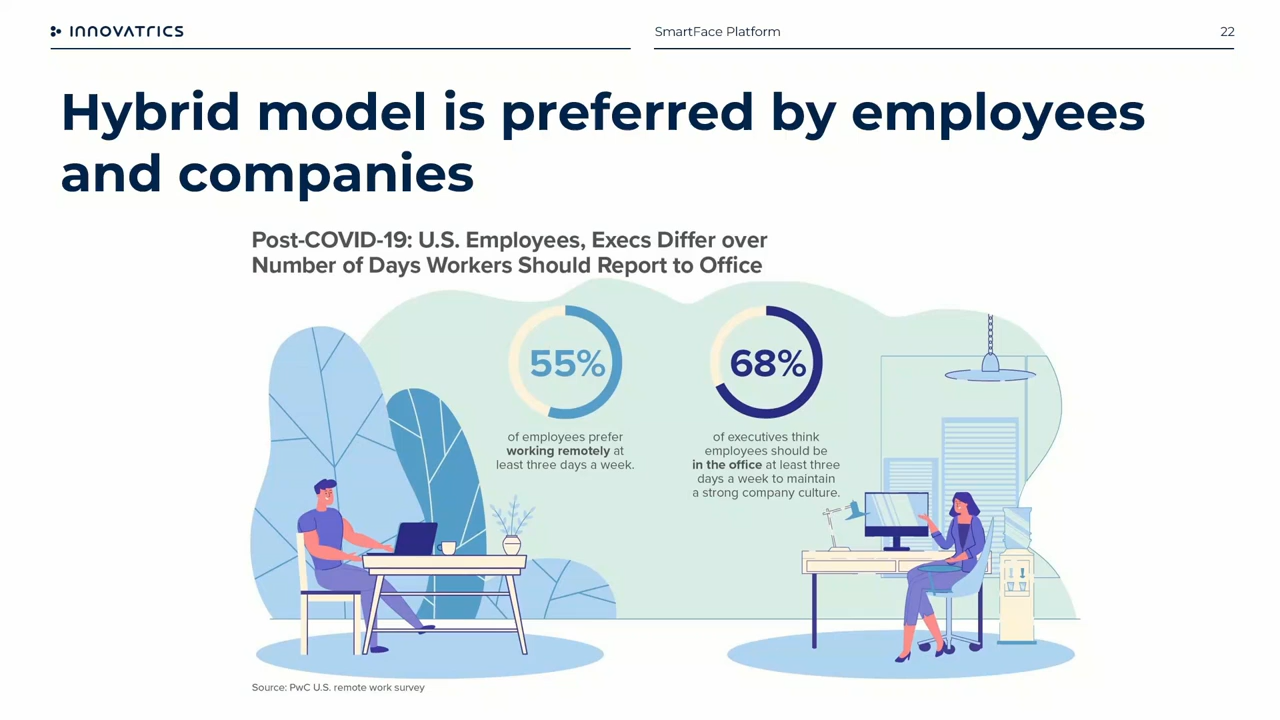 INNOVATRICS
SmartFace Platform
22
Hybrid model is preferred by employees
and companies
Post-COVID-19: U.S. Employees, Execs Differ over
Number of Days Workers Should Report to Office
55%
of employees prefer
working remotely at
least three days a week.
68%
of executives think
employees should be
in the office at least three
days a week to maintain
a strong company culture.
Source: PwC U.S. remote work survey